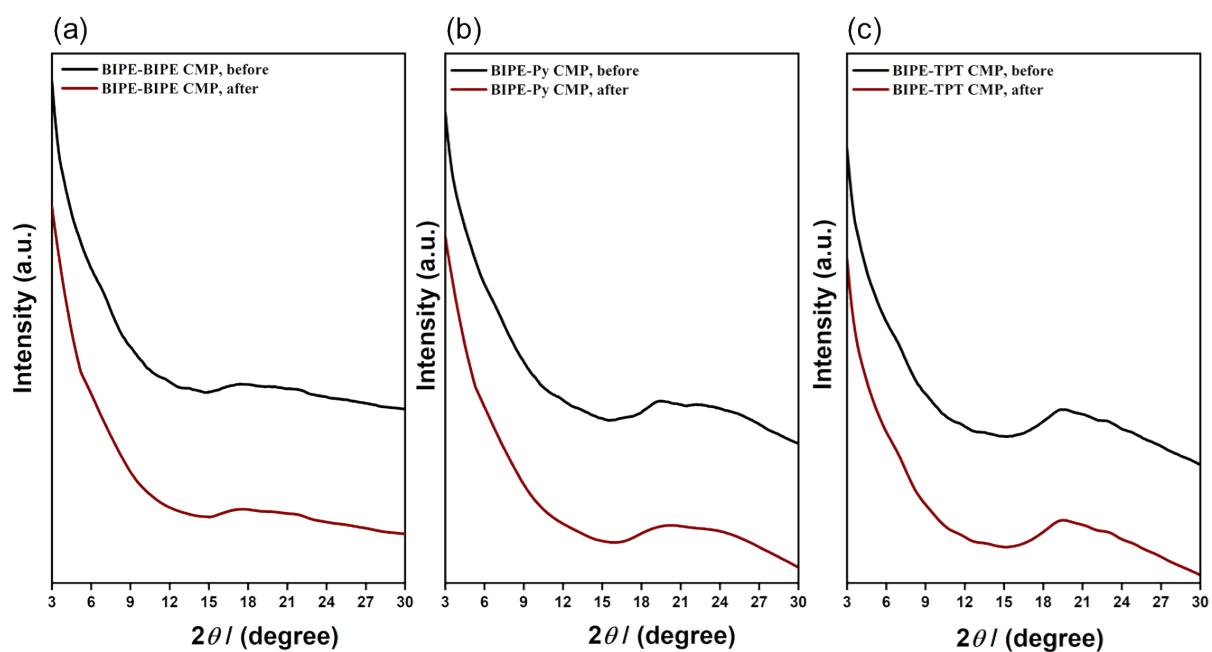 (a)
BIPE-BIPE CMP, before
BIPE-BIPE CMP, after
Intensity (a.u.)
3 6 9 12 15 18 21 24 27 30
2θ / (degree)
(b)
BIPE-Py CMP, before
BIPE-Py CMP, after
Intensity (a.u.)
3 6 9 12 15 18 21 24 27 30
2θ / (degree)
(c)
BIPE-TPT CMP, before
BIPE-TPT CMP, after
Intensity (a.u.)
3 6 9 12 15 18 21 24 27 30
2θ / (degree)